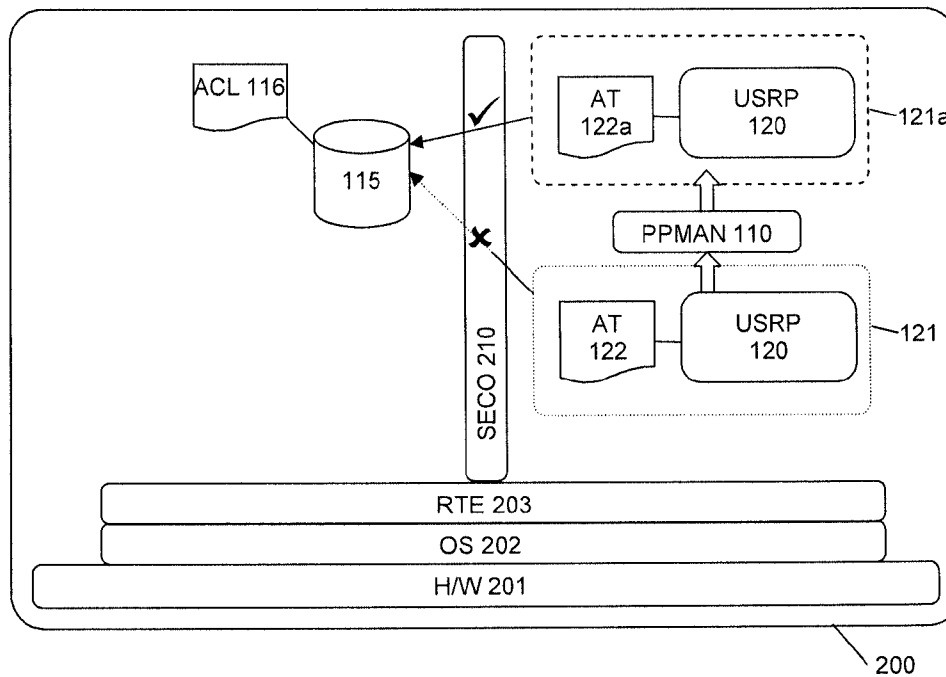 ACL 116
115
✓
AT
122a
USRP
120
121a
PPMAN 110
✘
AT
122
USRP
120
121
SECO 210
RTE 203
OS 202
H/W 201
200